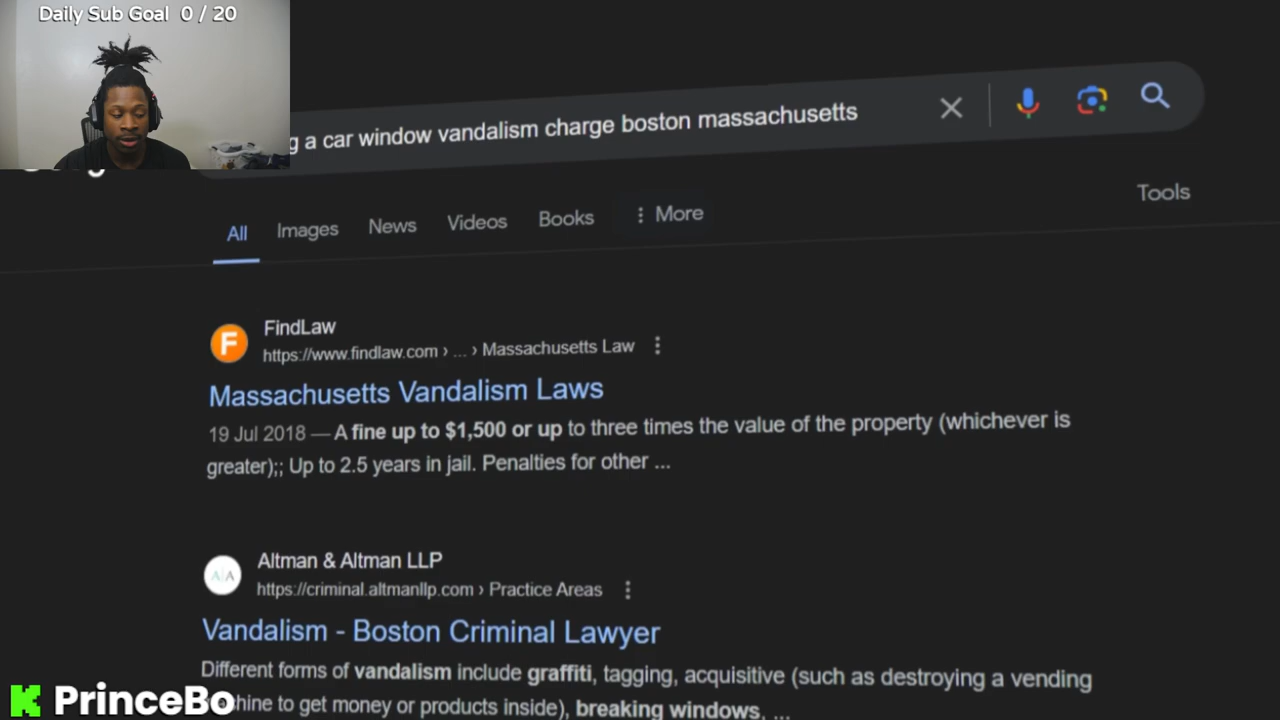 Daily Sub Goal 0 / 20
g a car window vandalism charge boston massachusetts
Tools
All Images News Videos Books More
FindLaw
https://www.findlaw.com › ... › Massachusetts Law
Massachusetts Vandalism Laws
19 Jul 2018 — A fine up to $1,500 or up to three times the value of the property (whichever is
greater);; Up to 2.5 years in jail. Penalties for other ...
Altman & Altman LLP
https://criminal.altmanllp.com › Practice Areas
Vandalism - Boston Criminal Lawyer
Different forms of vandalism include graffiti, tagging, acquisitive (such as destroying a vending
hine to get money or products inside), breaking windows, ...
PrinceBo